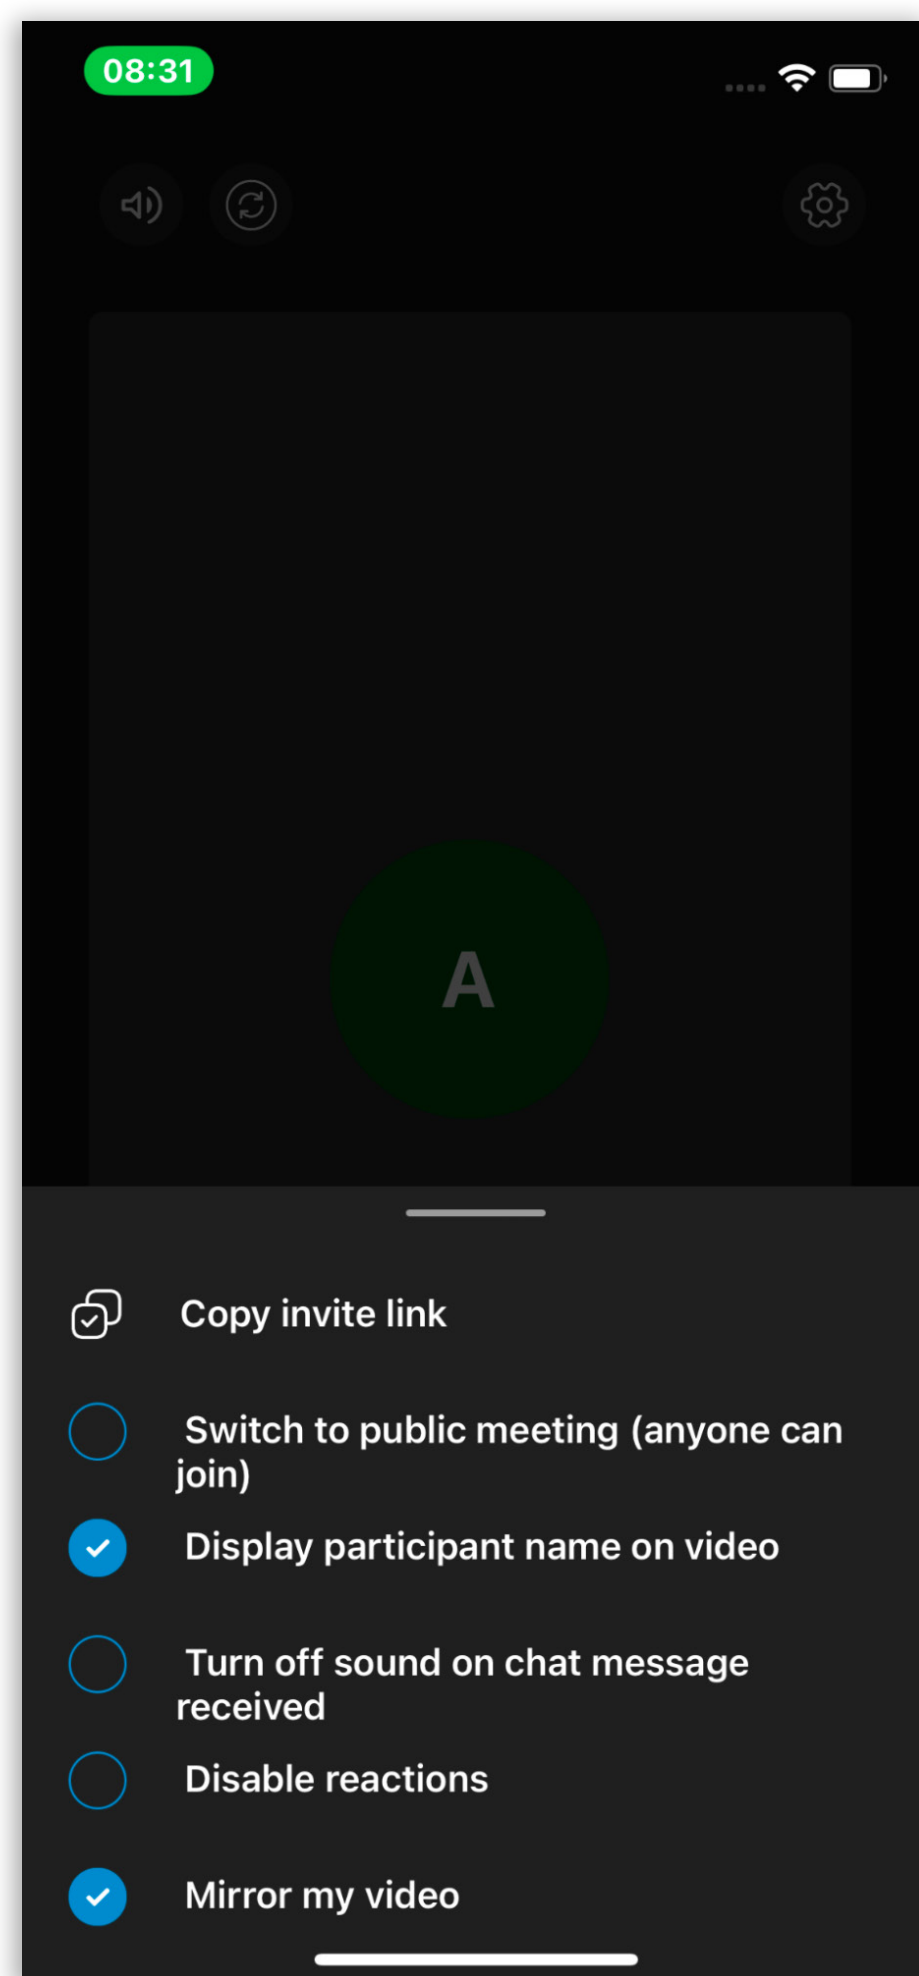 08:31
A
Copy invite link
Switch to public meeting (anyone can
join)
Display participant name on video
Turn off sound on chat message
received
Disable reactions
Mirror my video